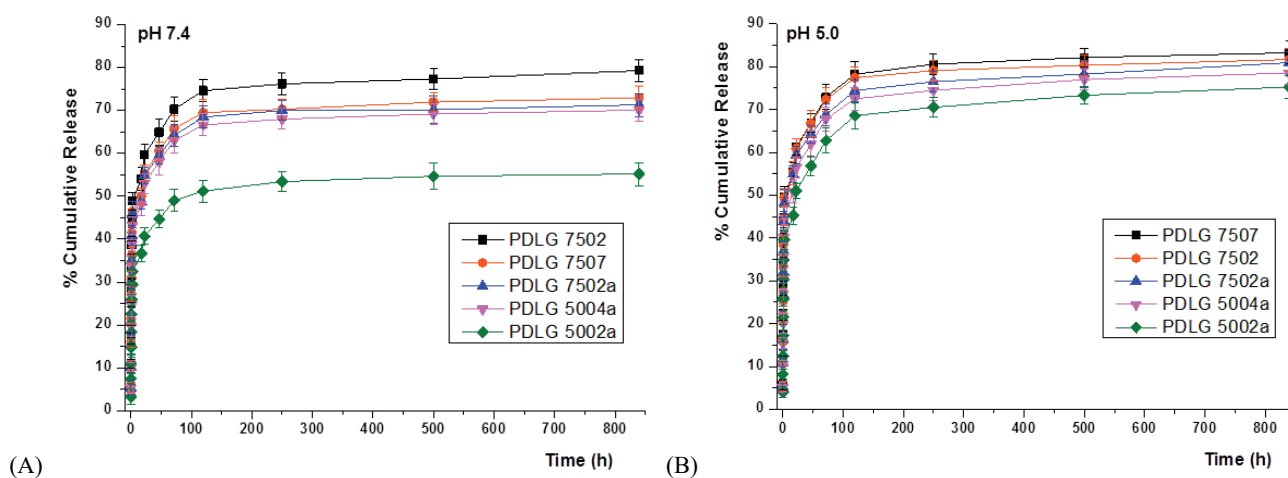 pH 7.4
% Cumulative Release
90
80
70
60
50
40
30
20
10
0
PDLG 7502
PDLG 7507
PDLG 7502a
PDLG 5004a
PDLG 5002a
0 100 200 300 400 500 600 700 800
Time (h)
(A)
pH 5.0
% Cumulative Release
90
80
70
60
50
40
30
20
10
0
PDLG 7507
PDLG 7502
PDLG 7502a
PDLG 5004a
PDLG 5002a
0 100 200 300 400 500 600 700 800
Time (h)
(B)